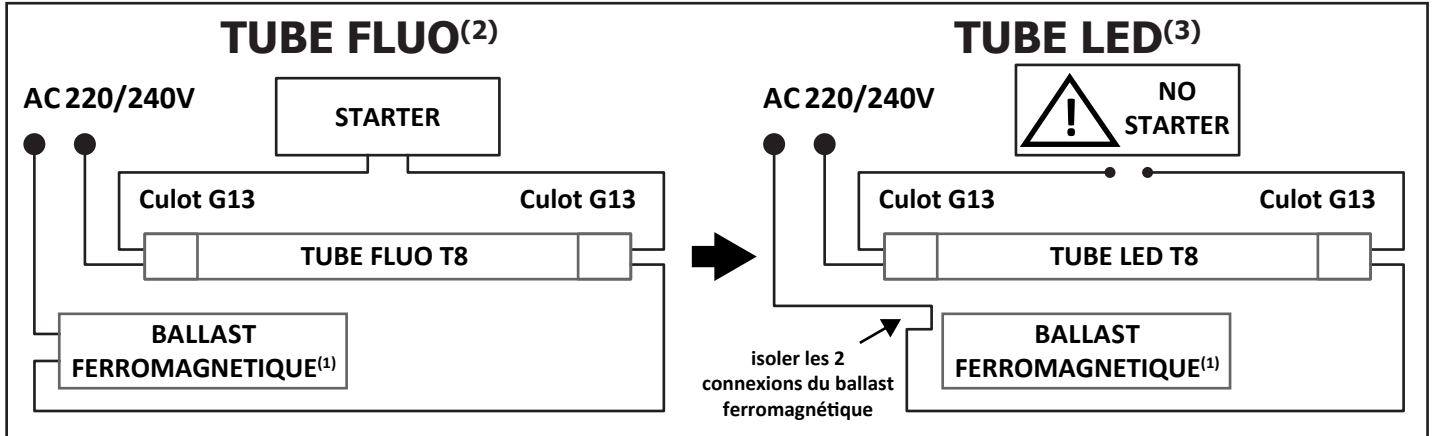 TUBE FLUO(2)
AC 220/240V
STARTER
Culot G13
Culot G13
TUBE FLUO T8
BALLAST
FERROMAGNETIQUE(1)
TUBE LED(3)
AC 220/240V
!
NO
STARTER
Culot G13
Culot G13
TUBE LED T8
isoler les 2
connexions du ballast
ferromagnétique
BALLAST
FERROMAGNETIQUE(1)